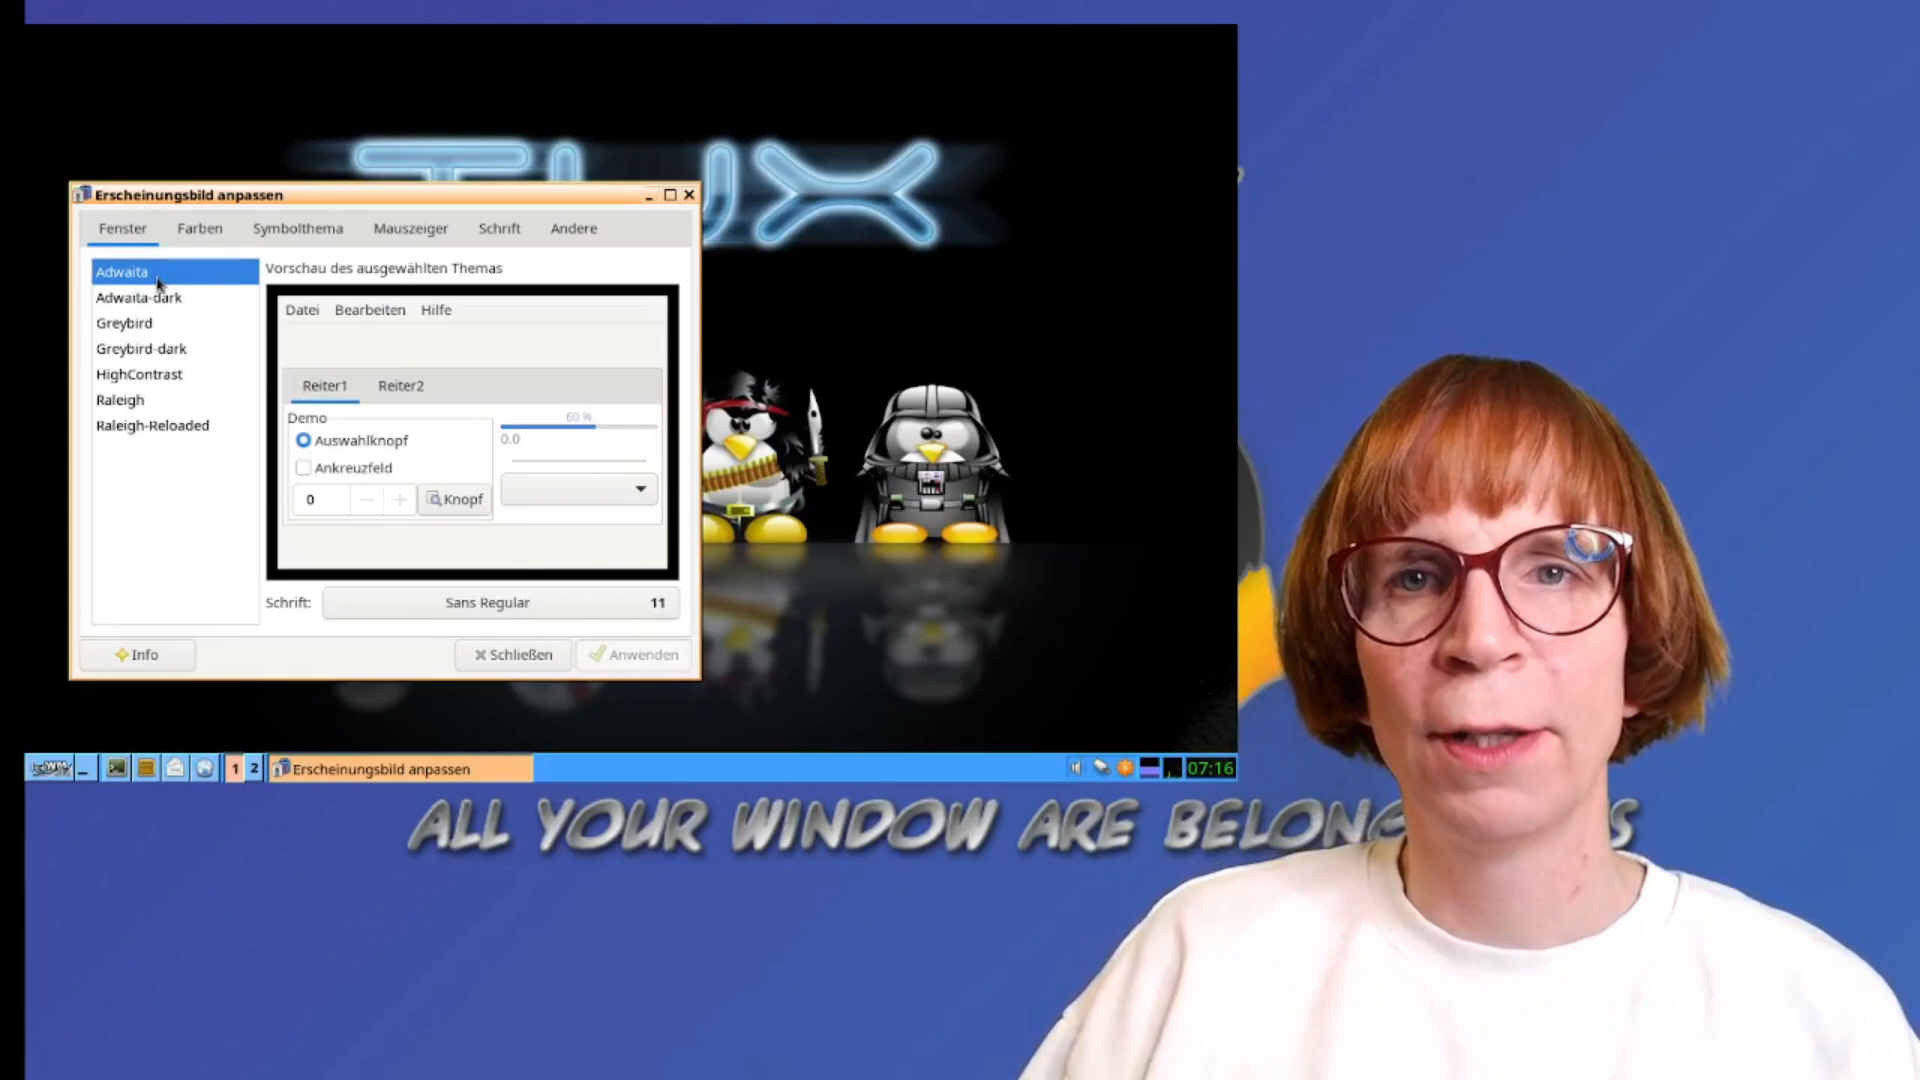 TUX
Erscheinungsbild anpassen
Fenster Farben Symbolthema Mauszeiger Schrift Andere
Adwaita
Adwaita-dark
Greybird
Greybird-dark
HighContrast
Raleigh
Raleigh-Reloaded
Vorschau des ausgewählten Themas
Datei Bearbeiten Hilfe
Reiter1 Reiter2
Demo
Auswahlknopf
Ankreuzfeld
0 Knopf
60 %
0.0
Schrift: Sans Regular 11
Info Schließen Anwenden
1 2 Erscheinungsbild anpassen 07:16
ALL YOUR WINDOW ARE BELONG